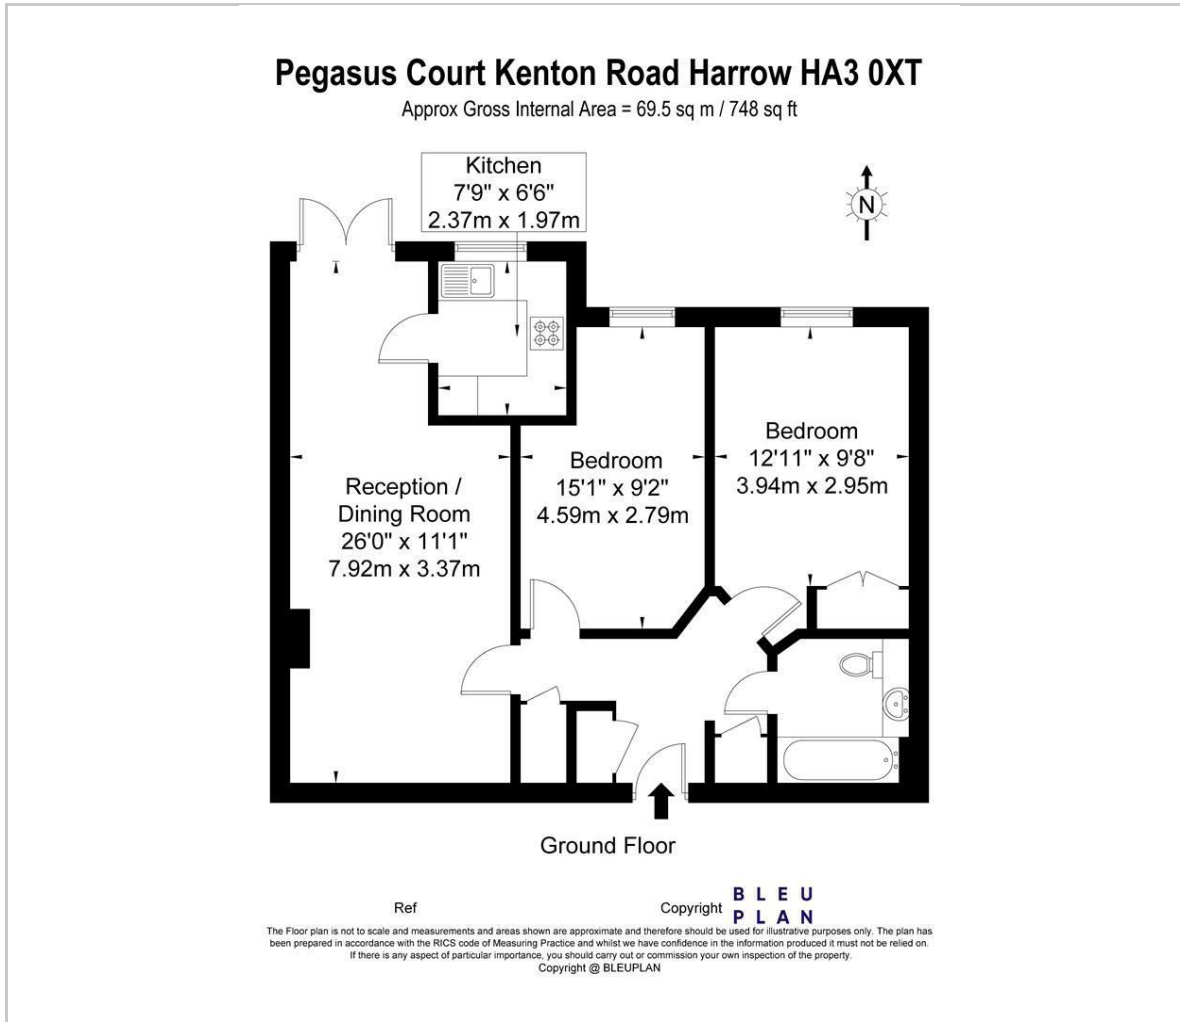 Pegasus Court Kenton Road Harrow HA3 0XT
Approx Gross Internal Area = 69.5 sq m / 748 sq ft
Kitchen
7'9" x 6'6"
2.37m x 1.97m
N
Bedroom
12'11" x 9'8"
3.94m x 2.95m
Bedroom
15'1" x 9'2"
4.59m x 2.79m
Reception /
Dining Room
26'0" x 11'1"
7.92m x 3.37m
Ground Floor
Ref
Copyright
BLEU
PLAN
The Floor plan is not to scale and measurements and areas shown are approximate and therefore should be used for illustrative purposes only. The plan has
been prepared in accordance with the RICS code of Measuring Practice and whilst we have confidence in the information produced it must not be relied on.
If there is any aspect of particular importance, you should carry out or commission your own inspection of the property.
Copyright @ BLEUPLAN